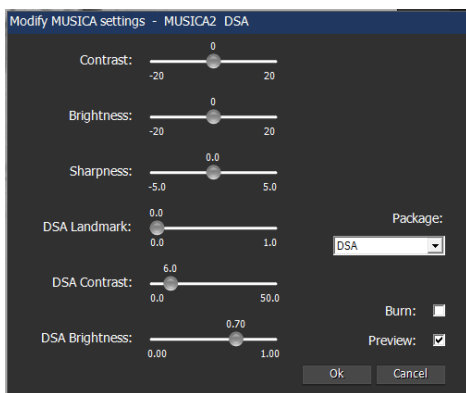 Modify MUSICA settings - MUSICA2 DSA
0
Contrast:
-20 20
0
Brightness:
-20 20
0.0
Sharpness:
-5.0 5.0
0.0
DSA Landmark:
0.0 1.0
Package:
DSA
6.0
DSA Contrast:
0.0 50.0
Burn:
0.70
DSA Brightness:
0.00 1.00
Preview:
Ok Cancel